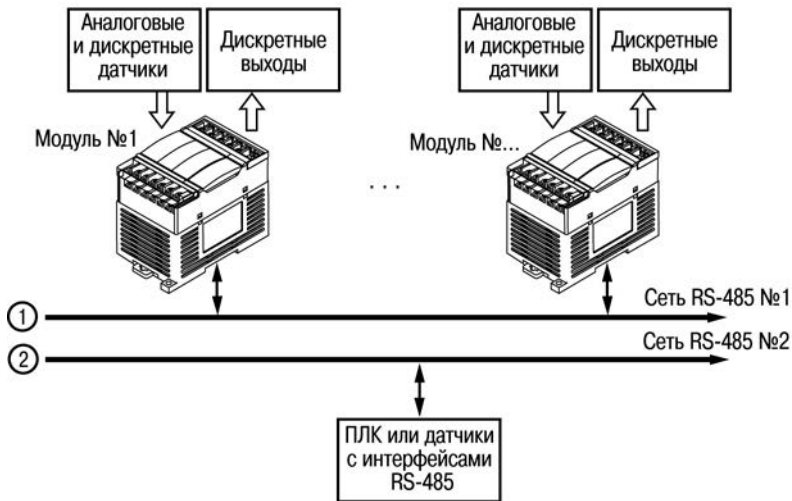 Аналоговые
и дискретные
датчики
Дискретные
выходы
Аналоговые
и дискретные
датчики
Дискретные
выходы
Модуль №1
Модуль №...
. . .
Сеть RS-485 №1
1
Сеть RS-485 №2
2
ПЛК или датчики
с интерфейсами
RS-485